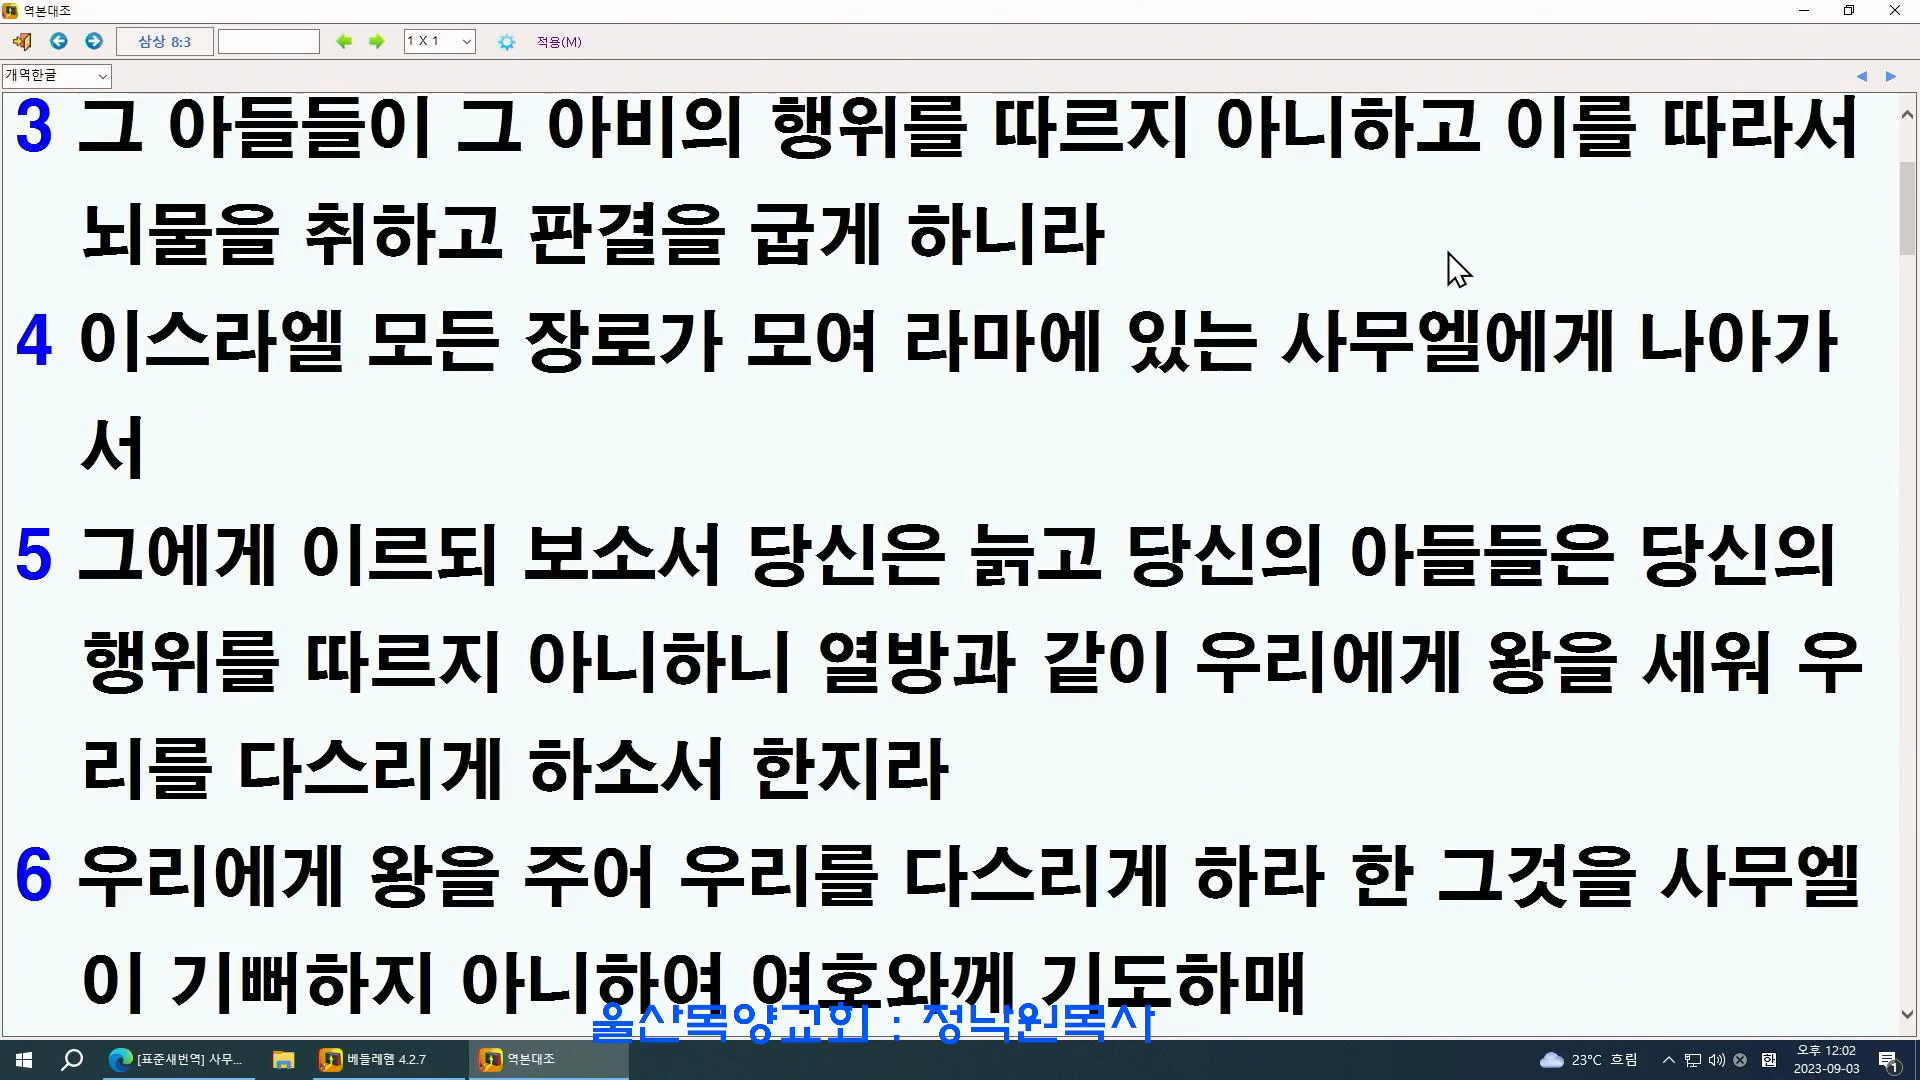 역본대조
삼상 8:3
1 X 1
적용(M)
개역한글
3 그 아들들이 그 아비의 행위를 따르지 아니하고 이를 따라서
뇌물을 취하고 판결을 굽게 하니라
4 이스라엘 모든 장로가 모여 라마에 있는 사무엘에게 나아가
서
5 그에게 이르되 보소서 당신은 늙고 당신의 아들들은 당신의
행위를 따르지 아니하니 열방과 같이 우리에게 왕을 세워 우
리를 다스리게 하소서 한지라
6 우리에게 왕을 주어 우리를 다스리게 하라 한 그것을 사무엘
이 기뻐하지 아니하여 여호와께 기도하매
울산목양교회 : 정낙원목사
[표준새번역] 사무...
베들레헴 4.2.7
역본대조
23°C 흐림
한
오후 12:02
2023-09-03
1